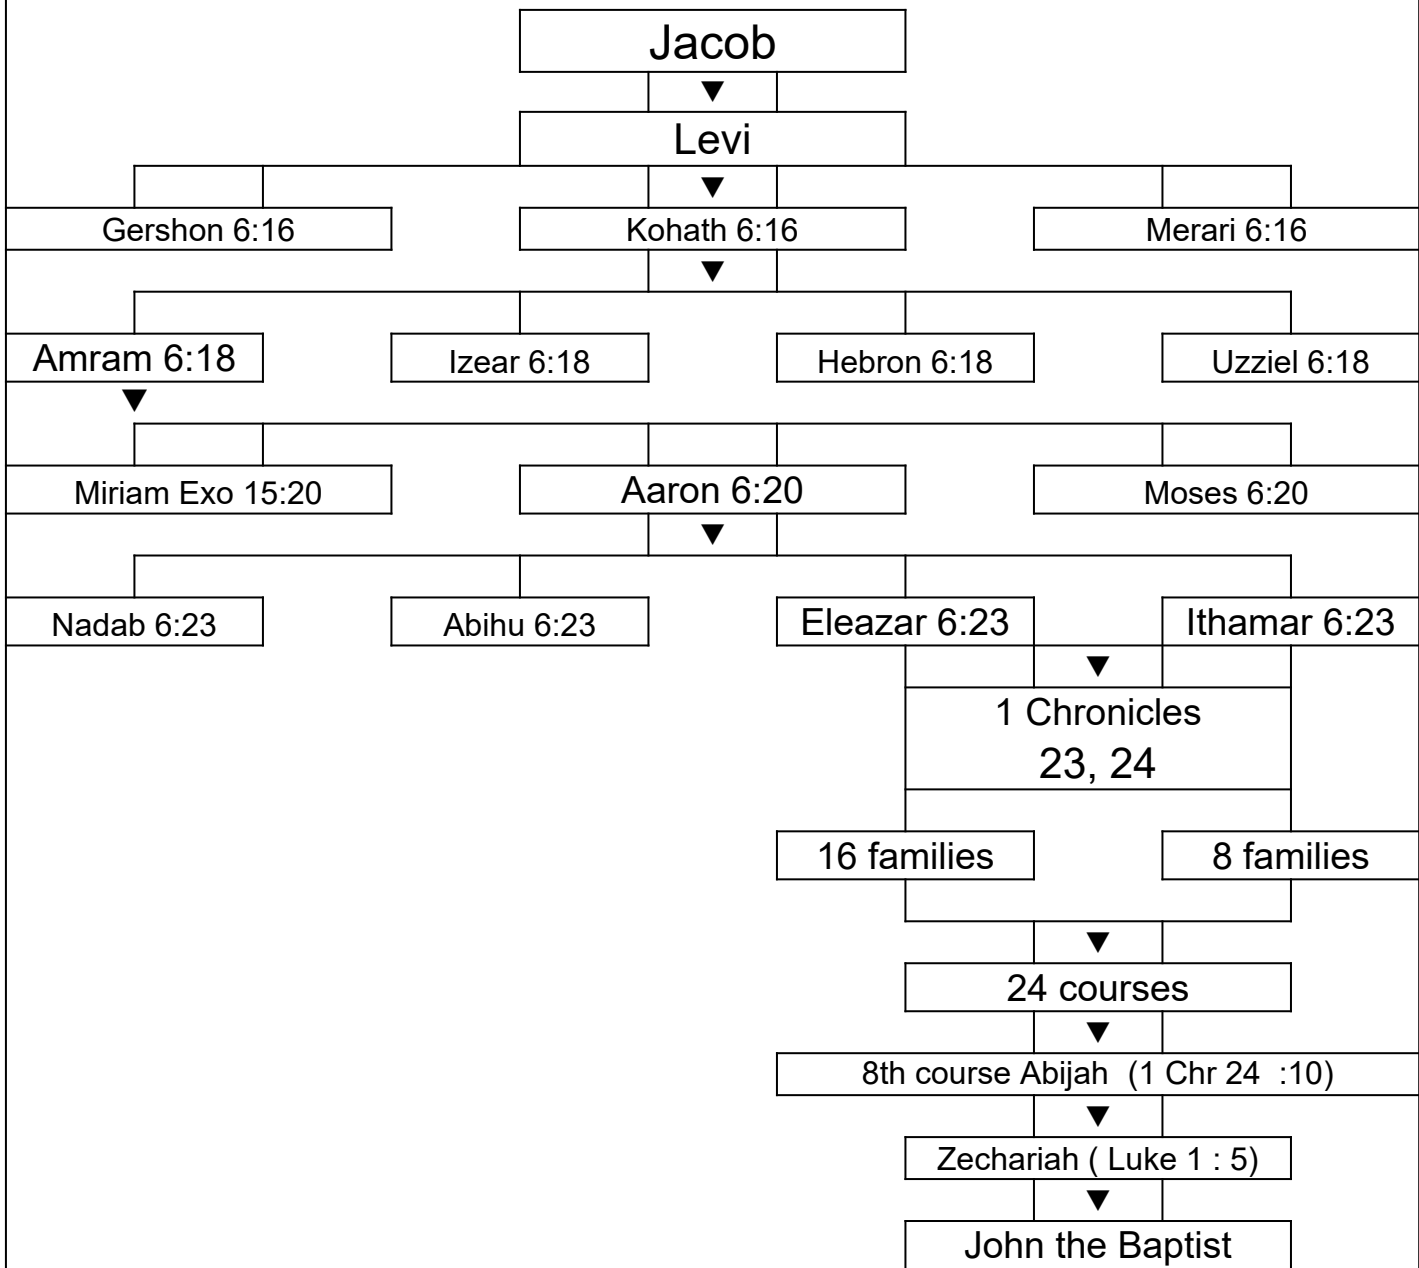 Jacob
Levi
Gershon 6:16
Kohath 6:16
Merari 6:16
Amram 6:18
Izear 6:18
Hebron 6:18
Uzziel 6:18
Miriam Exo 15:20
Aaron 6:20
Moses 6:20
Nadab 6:23
Abihu 6:23
Eleazar 6:23
Ithamar 6:23
1 Chronicles
23, 24
16 families
8 families
24 courses
8th course Abijah (1 Chr 24 :10)
Zechariah ( Luke 1 : 5)
John the Baptist